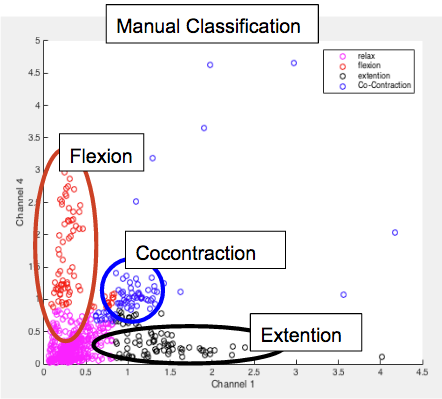 Manual Classification
relax
flexion
extention
Co-Contraction
Flexion
Cocontraction
Extention
Channel 4
5
4.5
4
3.5
3
2.5
2
1.5
1
0.5
0
0 0.5 1 1.5 2 2.5 3 3.5 4 4.5
Channel 1